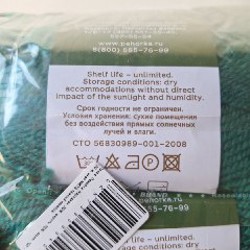 www.pehorka.ru
8(800) 555-76-99
Shelf life – unlimited.
Storage conditions: dry
accommodations without direct
impact of the sunlight and humidity.
Срок годности не ограничен.
Условия хранения: сухие помещения
без воздействия прямых солнечных
лучей и влаги.
СТО 56830989-001-2008